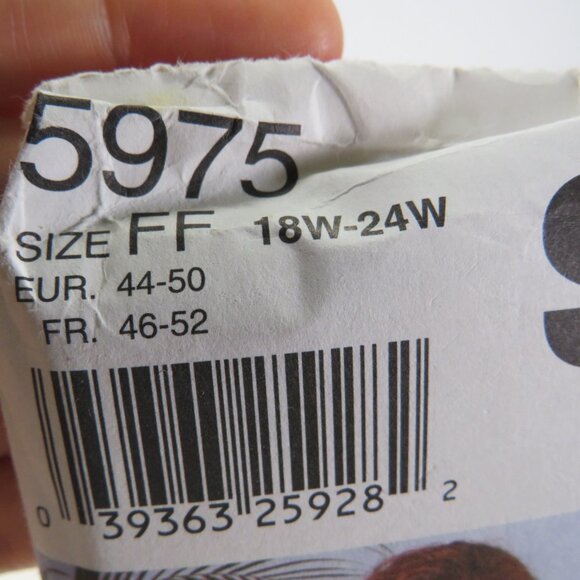 5975
SIZE FF 18W-24W
EUR. 44-50
FR. 46-52
0 39363 25928 2